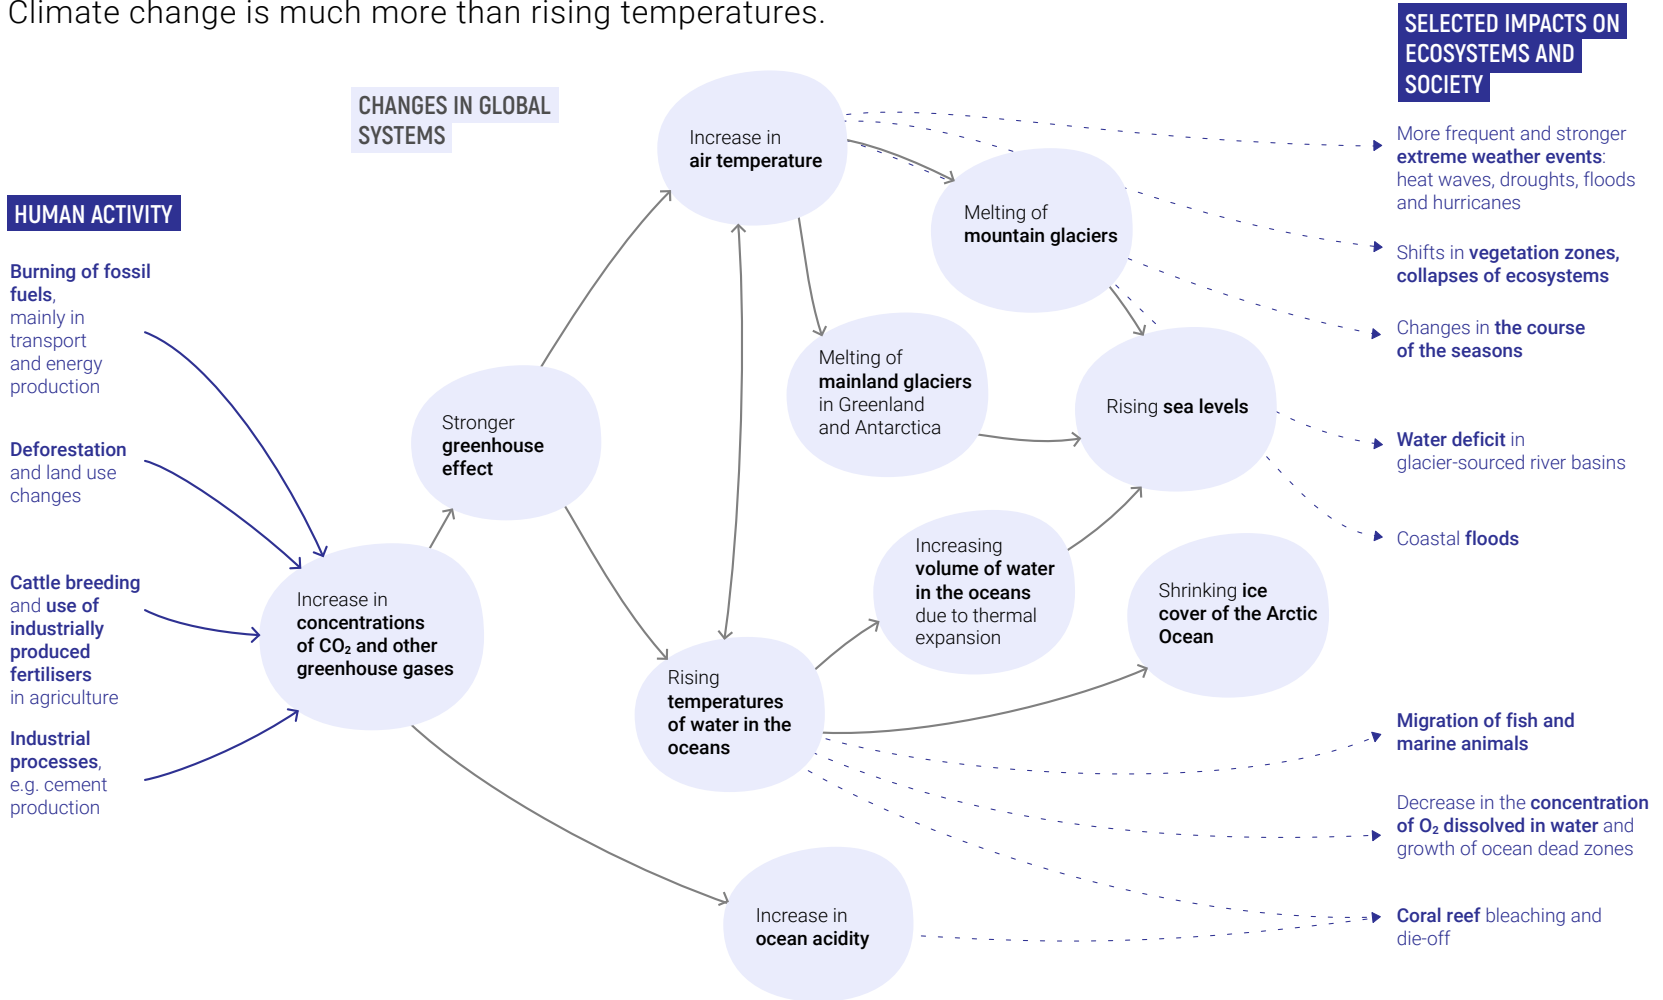 Climate change is much more than rising temperatures.
HUMAN ACTIVITY
Burning of fossil
fuels,
mainly in
transport
and energy
production
Deforestation
and land use
changes
Cattle breeding
and use of
industrially
produced
fertilisers
in agriculture
Industrial
processes,
e.g. cement
production
CHANGES IN GLOBAL
SYSTEMS
Increase in
concentrations
of CO₂ and other
greenhouse gases
Stronger
greenhouse
effect
Increase in
air temperature
Melting of
mountain glaciers
Melting of
mainland glaciers
in Greenland
and Antarctica
Rising sea levels
Increasing
volume of water
in the oceans
due to thermal
expansion
Shrinking ice
cover of the Arctic
Ocean
Rising
temperatures
of water in the
oceans
Increase in
ocean acidity
SELECTED IMPACTS ON
ECOSYSTEMS AND
SOCIETY
More frequent and stronger
extreme weather events:
heat waves, droughts, floods
and hurricanes
Shifts in vegetation zones,
collapses of ecosystems
Changes in the course
of the seasons
Water deficit in
glacier-sourced river basins
Coastal floods
Migration of fish and
marine animals
Decrease in the concentration
of O₂ dissolved in water and
growth of ocean dead zones
Coral reef bleaching and
die-off